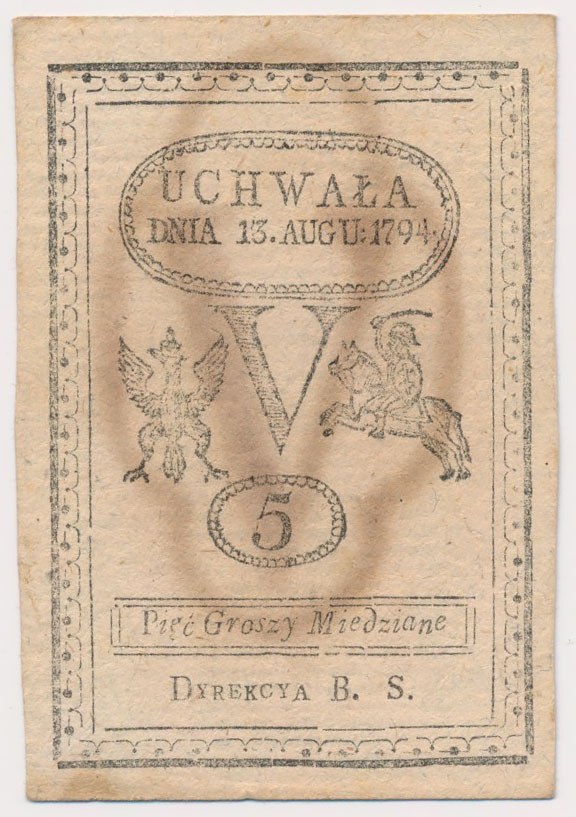 UCHWAŁA
DNIA 13. AUGU: 1794
V
5
Pięć Groszy Miedziane
DYREKCYA B. S.